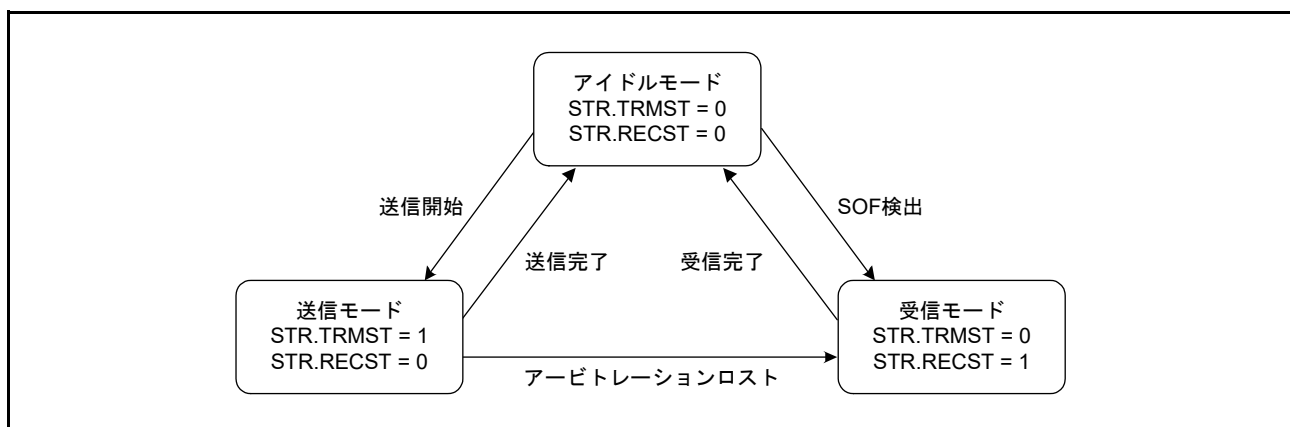 アイドルモード
STR.TRMST = 0
STR.RECST = 0
送信開始
SOF検出
送信完了
受信完了
送信モード
STR.TRMST = 1
STR.RECST = 0
受信モード
STR.TRMST = 0
STR.RECST = 1
アービトレーションロスト